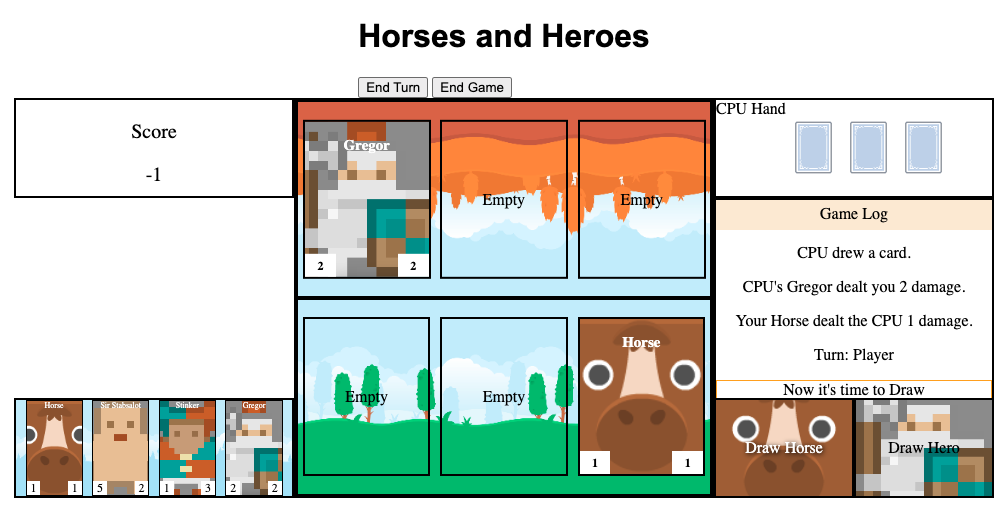 Horses and Heroes
End Turn End Game
Score
-1
Gregor
2 2
Empty
Empty
Empty
Empty
Horse
1 1
CPU Hand
Game Log
CPU drew a card.
CPU's Gregor dealt you 2 damage.
Your Horse dealt the CPU 1 damage.
Turn: Player
Now it's time to Draw
Horse Sir Stabsalot Stinker Gregor
1 1 5 2 1 3 2 2
Draw Horse Draw Hero